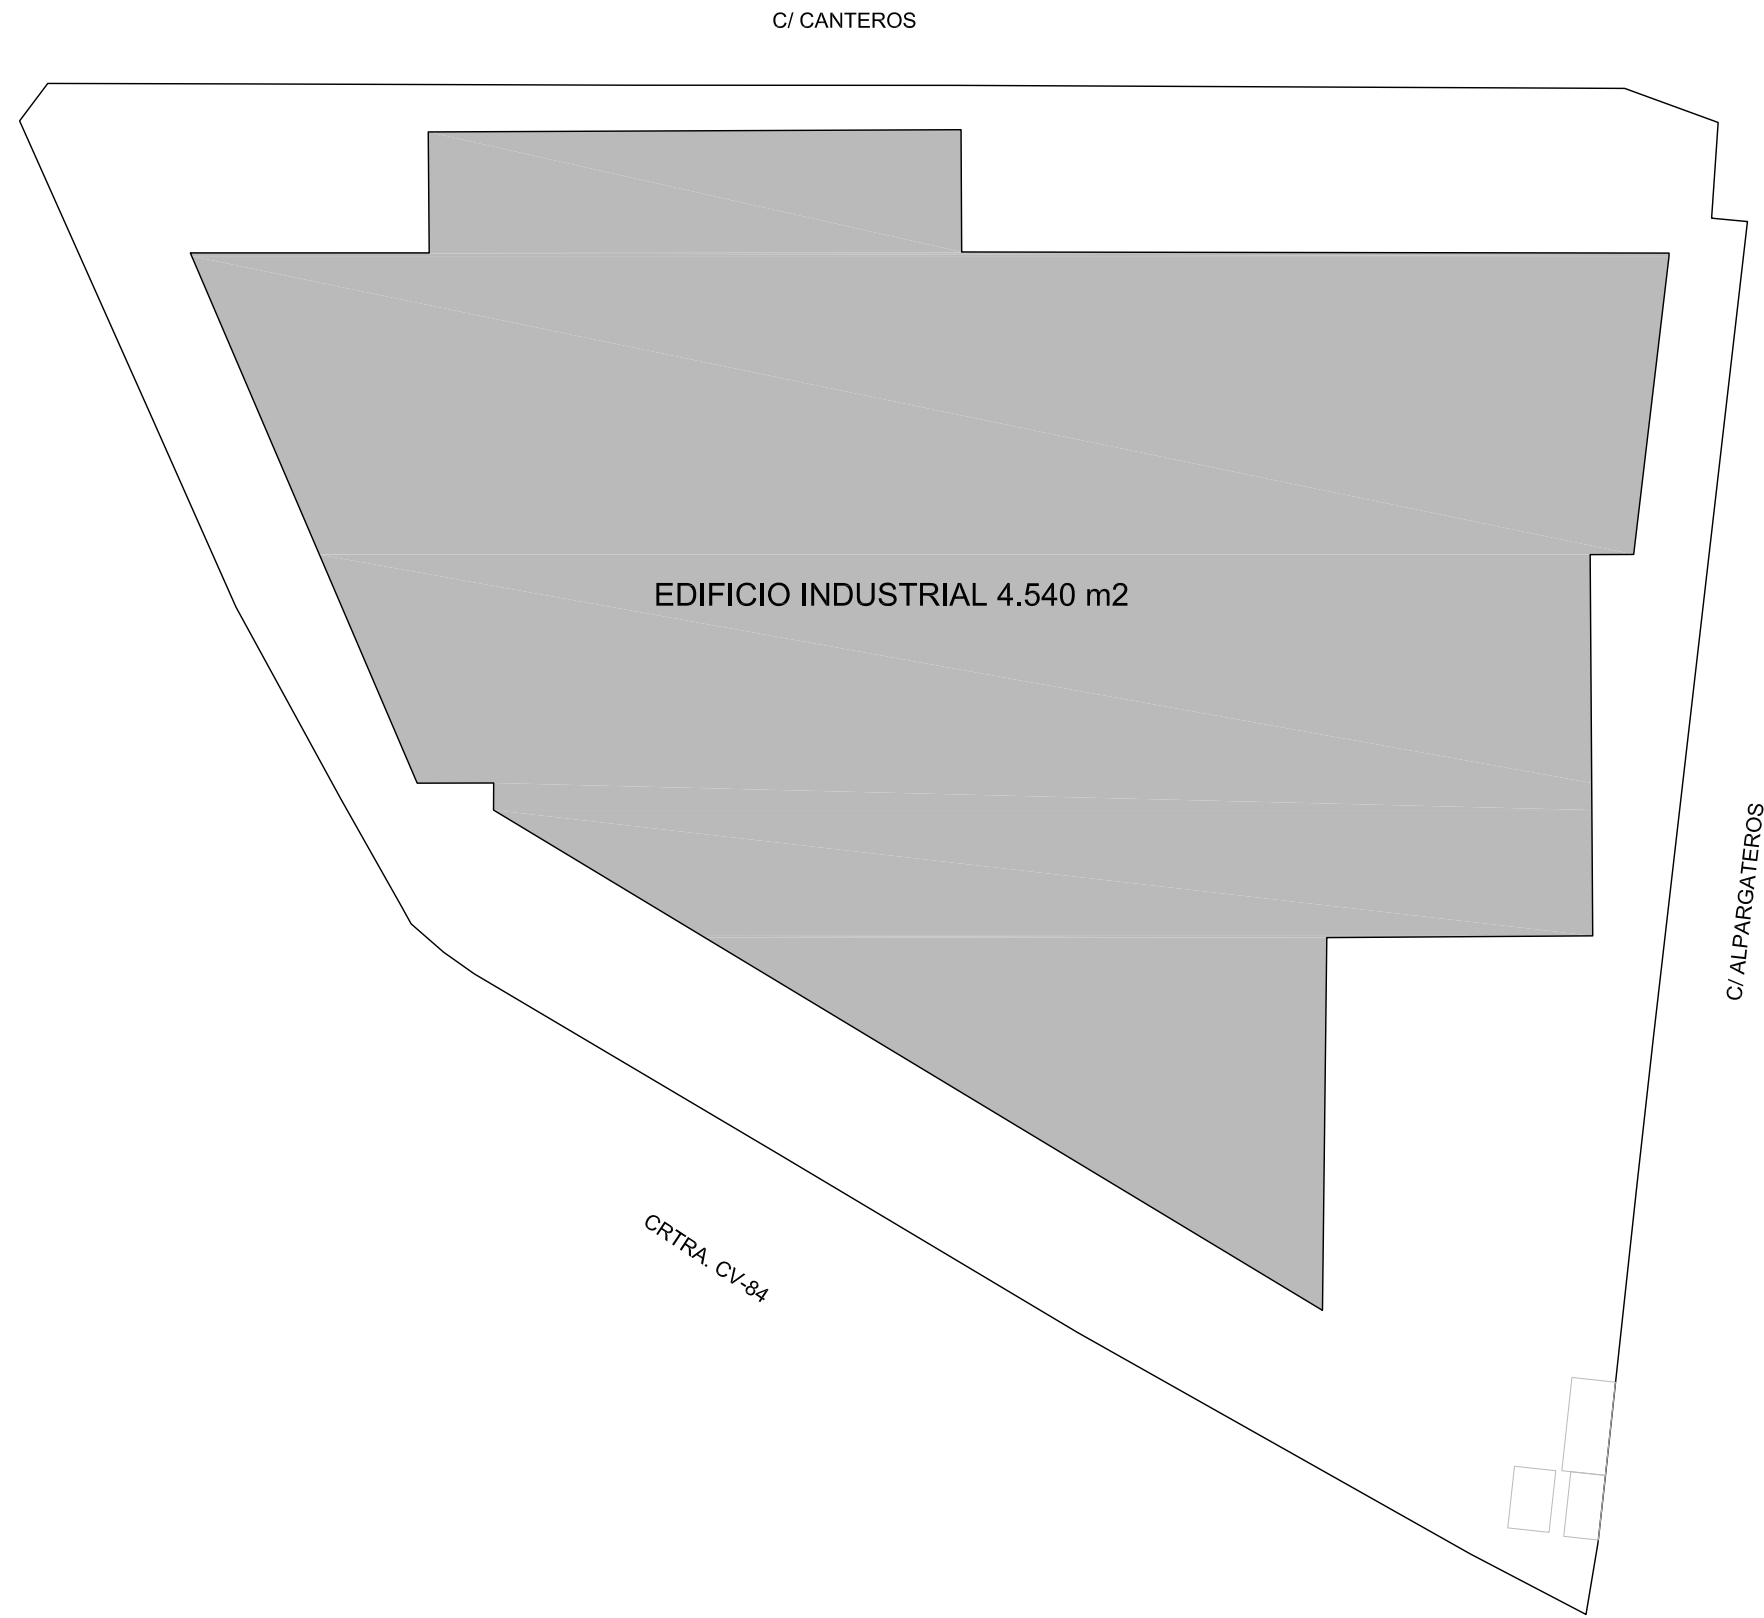 C/ CANTEROS
EDIFICIO INDUSTRIAL 4.540 m2
C/ ALPARGATEROS
CRTRA. CV-84